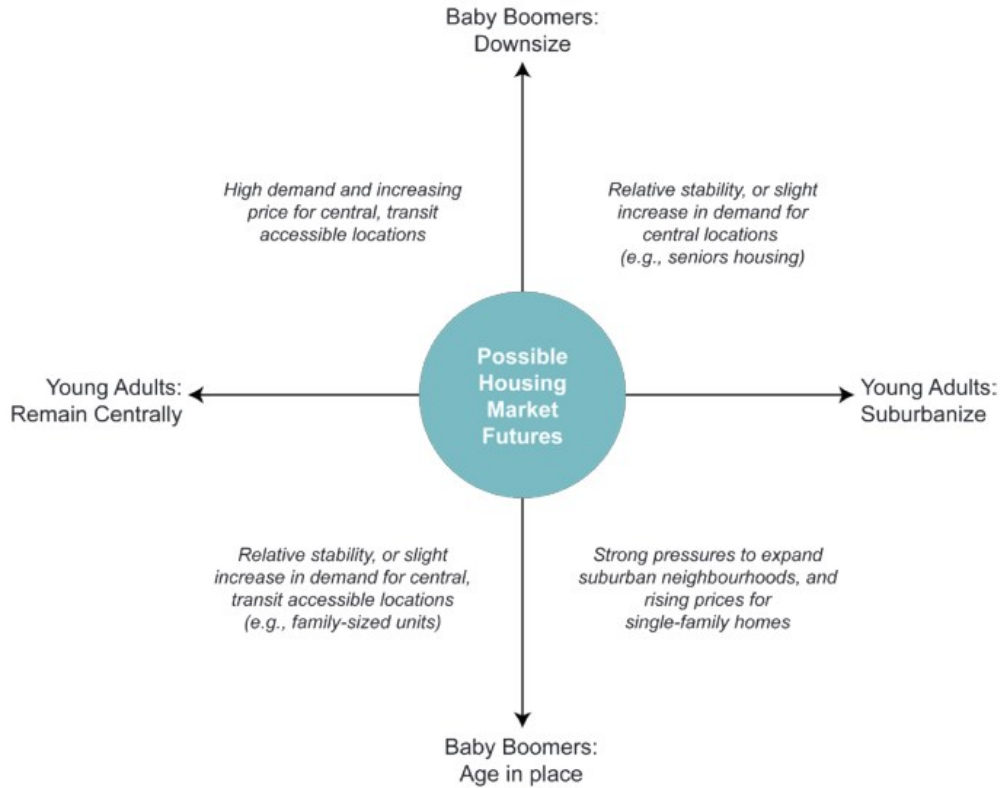 Baby Boomers:
Downsize
High demand and increasing
price for central, transit
accessible locations
Relative stability, or slight
increase in demand for
central locations
(e.g., seniors housing)
Possible
Housing
Market
Futures
Young Adults:
Remain Centrally
Young Adults:
Suburbanize
Relative stability, or slight
increase in demand for central,
transit accessible locations
(e.g., family-sized units)
Strong pressures to expand
suburban neighbourhoods, and
rising prices for
single-family homes
Baby Boomers:
Age in place